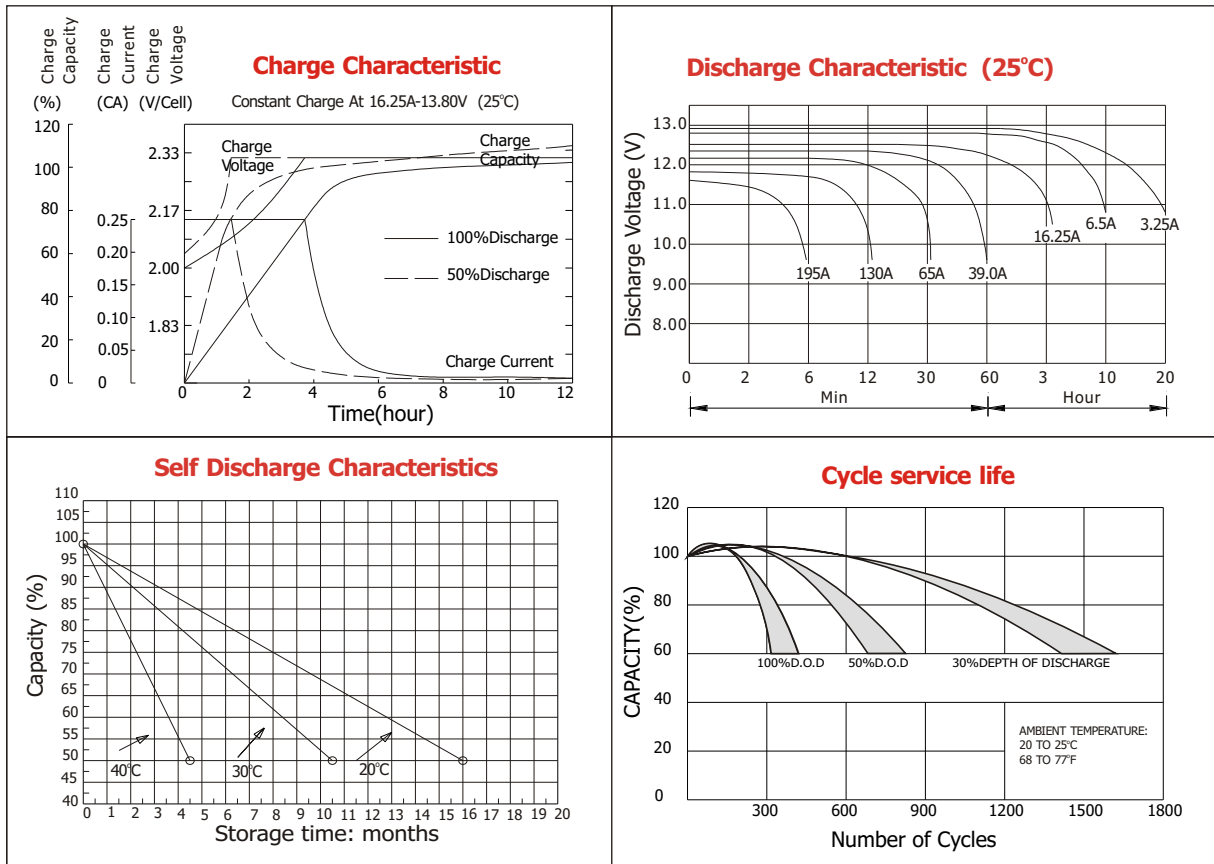 Charge Characteristic
Constant Charge At 16.25A-13.80V (25°C)
Charge
Capacity
Charge
Current
Charge
Voltage
(%)
(CA)
(V/Cell)
120
100
80
60
40
20
0
0.25
0.20
0.15
0.10
0.05
0
2.33
2.17
2.00
1.83
Charge
Voltage
Charge
Capacity
100%Discharge
50%Discharge
Charge Current
0 2 4 6 8 10 12
Time(hour)
Discharge Characteristic (25°C)
Discharge Voltage (V)
13.0
12.0
11.0
10.0
9.00
8.00
195A 130A 65A 39.0A 16.25A 6.5A 3.25A
0 2 6 12 30 60 3 10 20
Min Hour
Self Discharge Characteristics
Capacity (%)
110
105
100
95
90
85
80
75
70
65
60
55
50
45
40
40°C 30°C 20°C
0 1 2 3 4 5 6 7 8 9 10 11 12 13 14 15 16 17 18 19 20
Storage time: months
Cycle service life
CAPACITY(%)
120
100
80
60
40
20
0
100%D.O.D 50%D.O.D 30%DEPTH OF DISCHARGE
AMBIENT TEMPERATURE:
20 TO 25°C
68 TO 77°F
300 600 900 1200 1500 1800
Number of Cycles